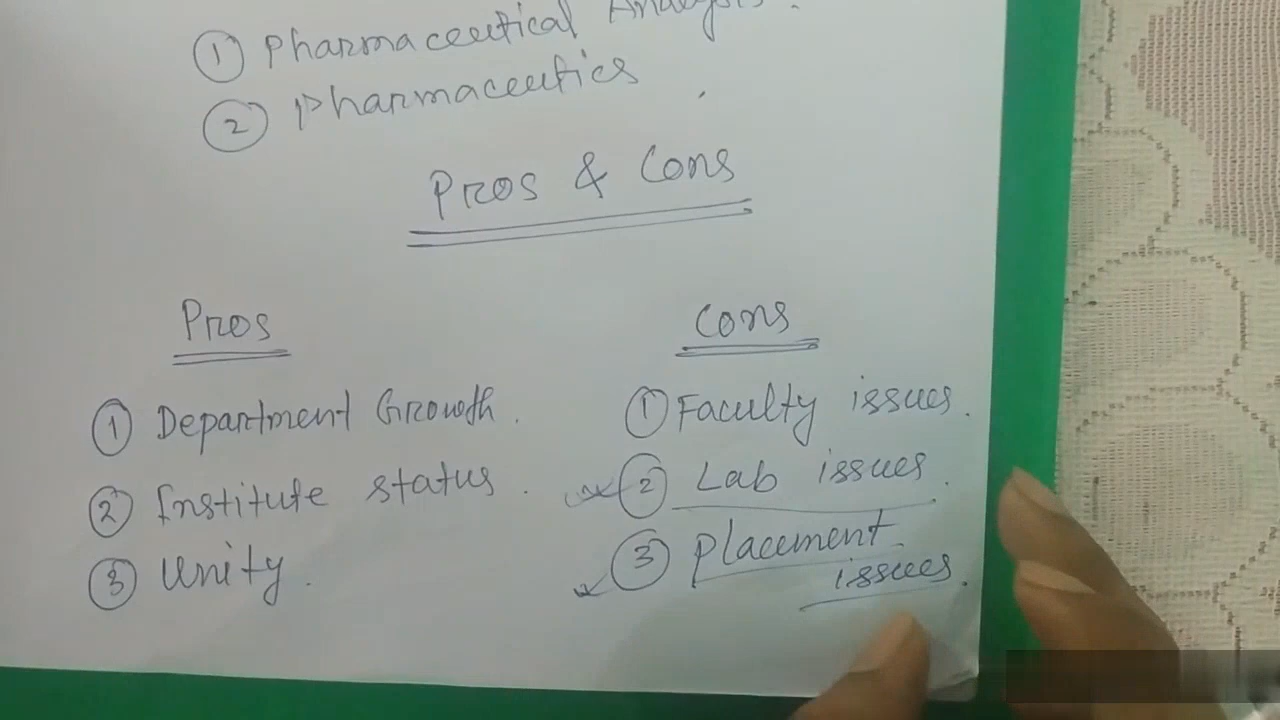 ① Pharmaceutical Analysis.
② Pharmaceutics
Pros & Cons
Pros
① Department Growth.
② Institute status.
③ Unity.
Cons
① Faculty issues.
② Lab issues.
③ Placement
issues.